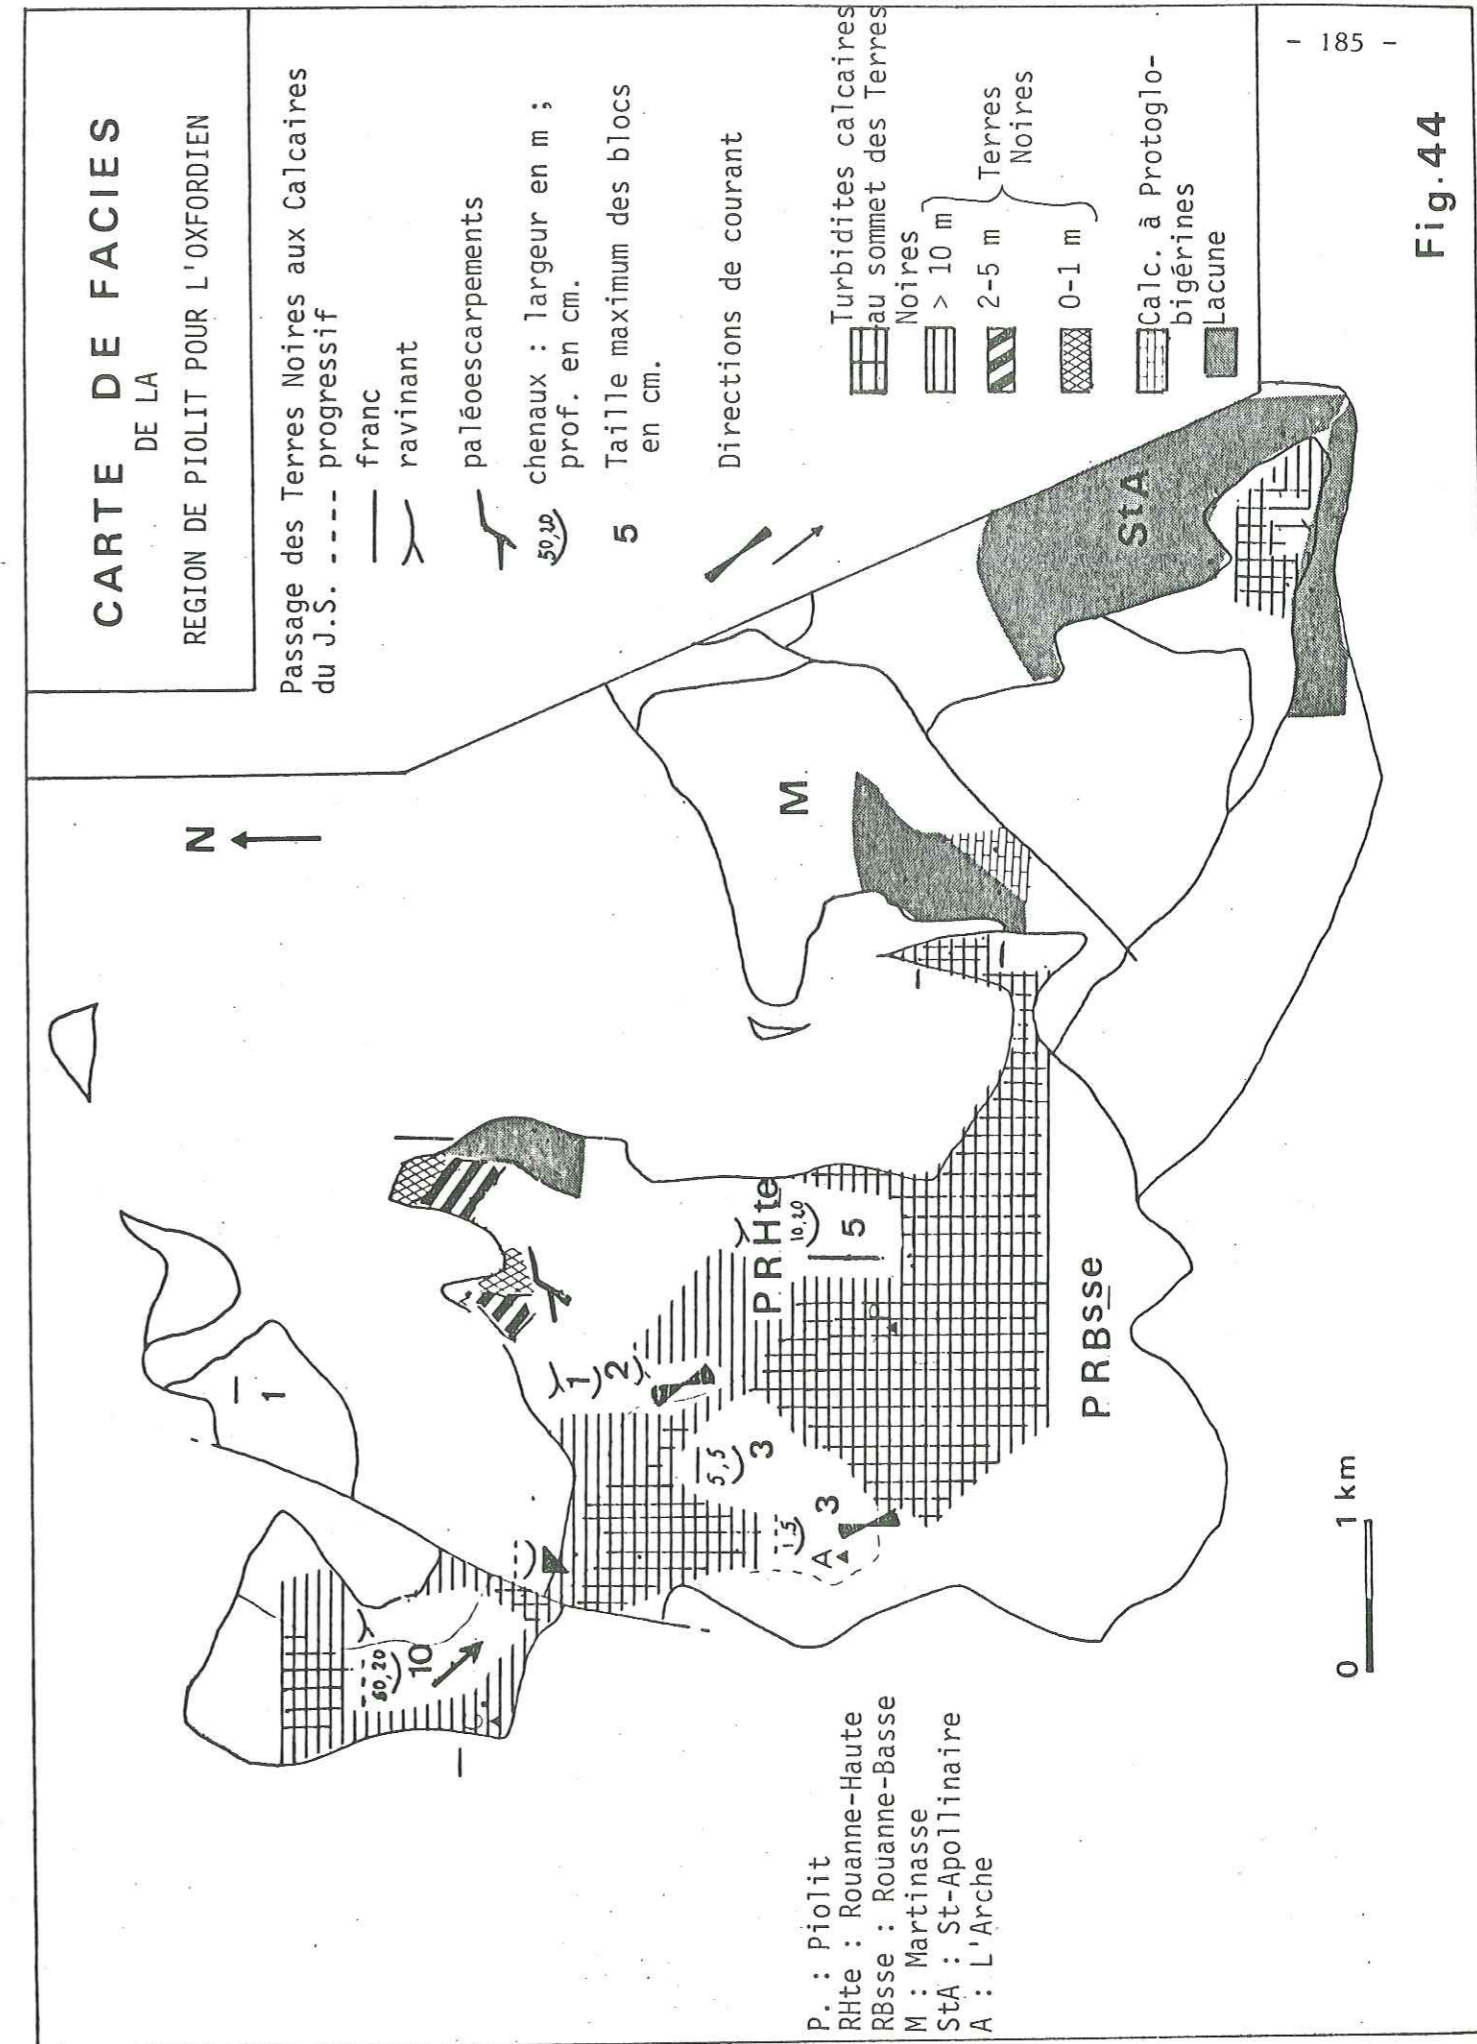 - 185 -
CARTE DE FACIES
DE LA
REGION DE PIOLIT POUR L'OXFORDIEN
Passage des Terres Noires aux Calcaires
du J.S. ---- progressif
franc
ravinant
paléoescarpements
50,20
chenaux : largeur en m ;
prof. en cm.
5
Taille maximum des blocs
en cm.
Directions de courant
Turbidites calcaires
au sommet des Terres
Noires
> 10 m
2-5 m
0-1 m
Terres
Noires
Calc. à Protoglo-
bigérines
Lacune
N
1
60,20
10
1
2
5,5
3
1.5
3
A
PRHte
10,20
5
PRBsse
M.
StA
0 1 km
P. : Piolit
RHte : Rouanne-Haute
RBsse : Rouanne-Basse
M : Martinasse
StA : St-Apollinaire
A : L'Arche
Fig.44